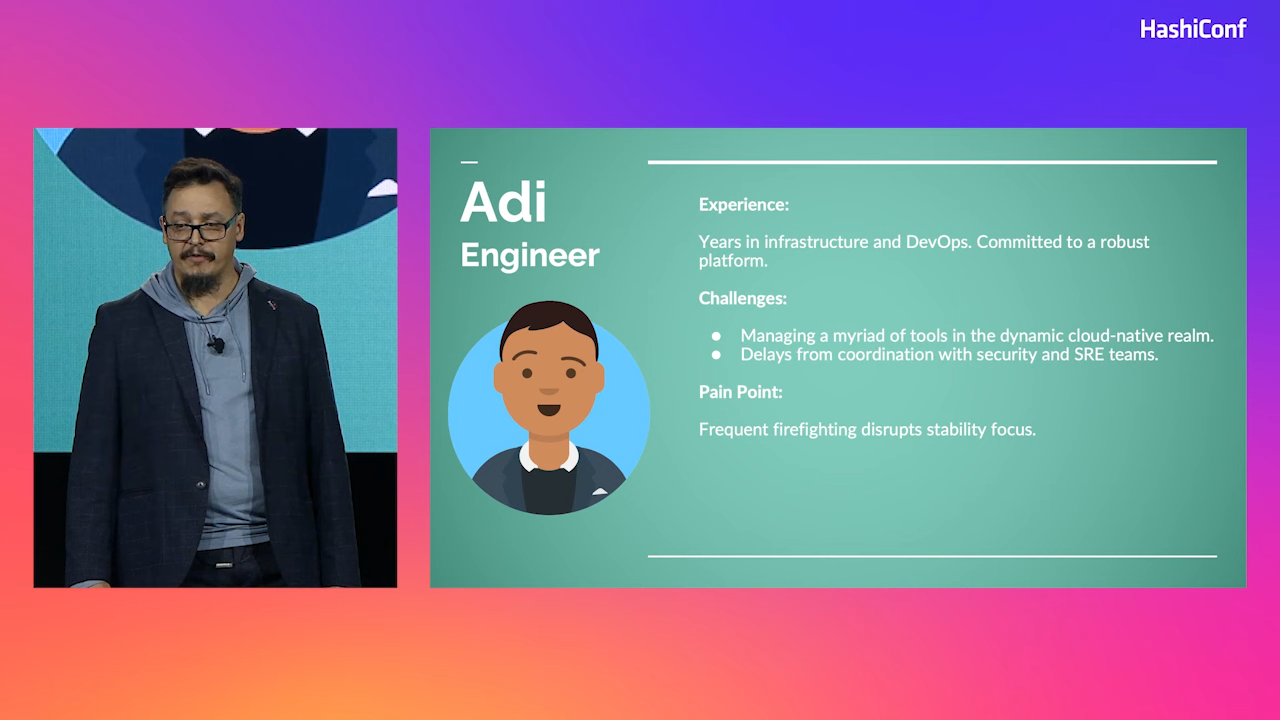 HashiConf
Adi
Engineer
Experience:
Years in infrastructure and DevOps. Committed to a robust
platform.
Challenges:
● Managing a myriad of tools in the dynamic cloud-native realm.
● Delays from coordination with security and SRE teams.
Pain Point:
Frequent firefighting disrupts stability focus.